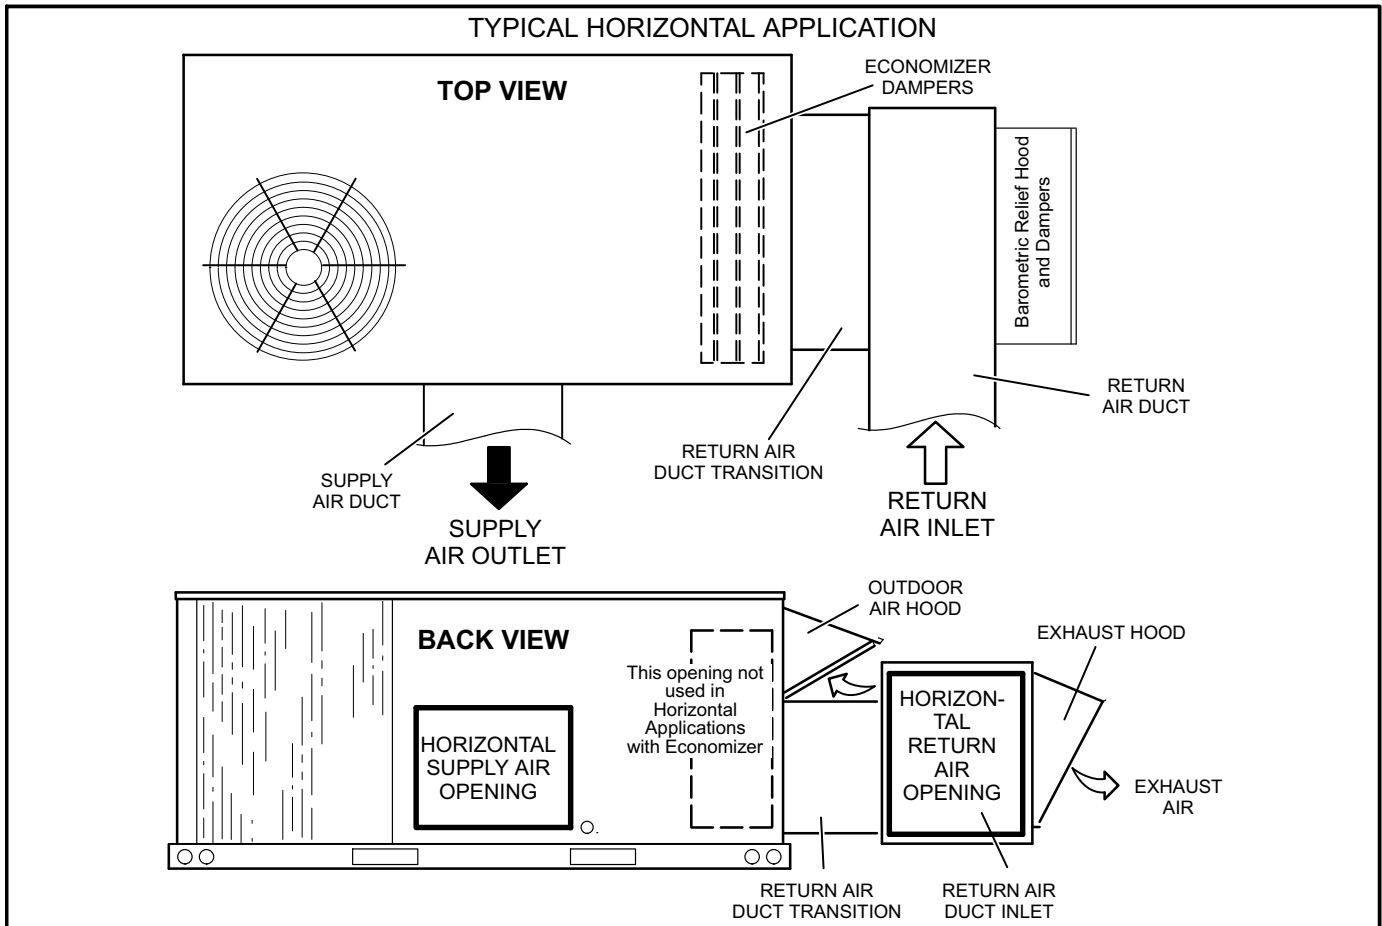 TYPICAL HORIZONTAL APPLICATION
TOP VIEW
ECONOMIZER
DAMPERS
Barometric Relief Hood
and Dampers
RETURN
AIR DUCT
RETURN AIR
DUCT TRANSITION
SUPPLY
AIR DUCT
SUPPLY
AIR OUTLET
RETURN
AIR INLET
BACK VIEW
OUTDOOR
AIR HOOD
EXHAUST HOOD
This opening not
used in
Horizontal
Applications
with Economizer
HORIZONTAL
SUPPLY AIR
OPENING
HORIZON-
TAL
RETURN
AIR
OPENING
EXHAUST
AIR
RETURN AIR
DUCT TRANSITION
RETURN AIR
DUCT INLET